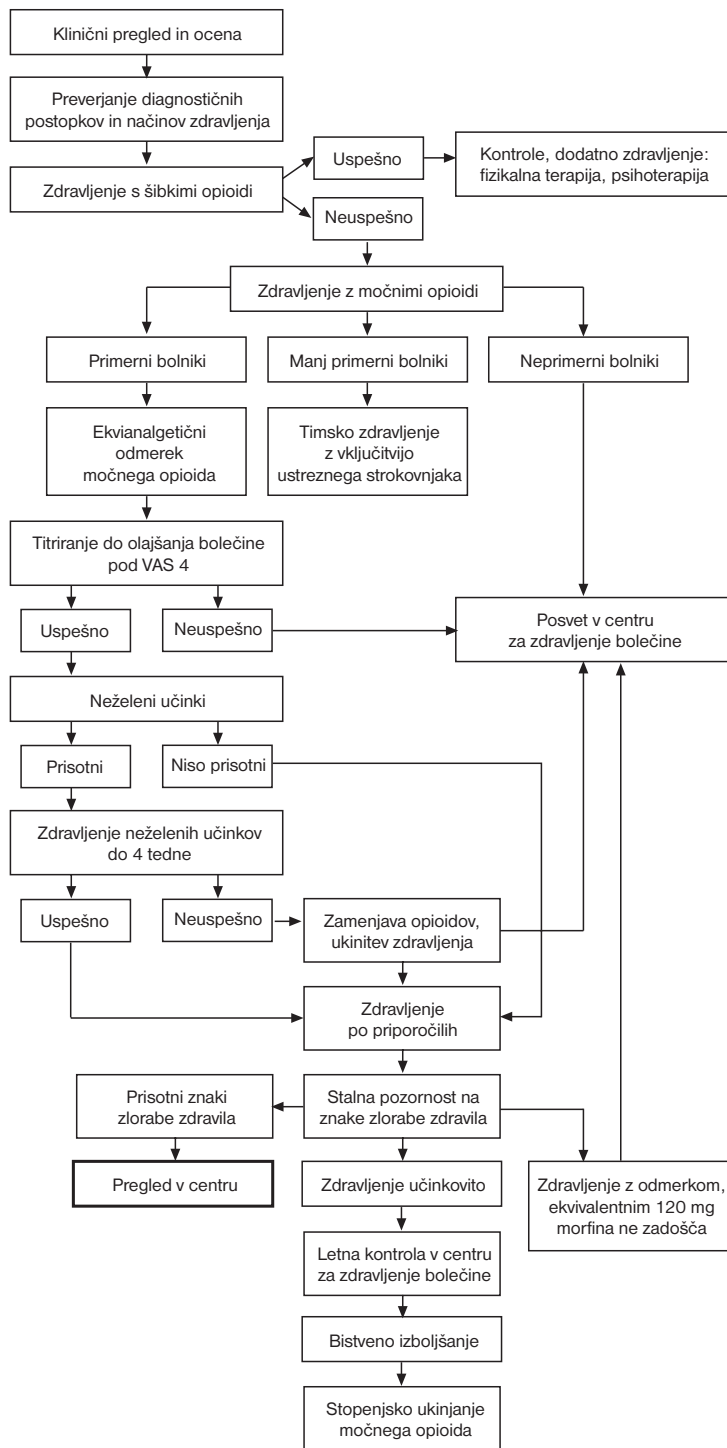 Klinični pregled in ocena
Preverjanje diagnostičnih
postopkov in načinov zdravljenja
Zdravljenje s šibkimi opioidi
Uspešno
Kontrole, dodatno zdravljenje:
fizikalna terapija, psihoterapija
Neuspešno
Zdravljenje z močnimi opioidi
Primerni bolniki
Manj primerni bolniki
Neprimerni bolniki
Ekvianalgetični
odmerek
močnega opioida
Timsko zdravljenje
z vključitvijo
ustreznega strokovnjaka
Titriranje do olajšanja bolečine
pod VAS 4
Uspešno
Neuspešno
Posvet v centru
za zdravljenje bolečine
Neželeni učinki
Prisotni
Niso prisotni
Zdravljenje neželenih učinkov
do 4 tedne
Uspešno
Neuspešno
Zamenjava opioidov,
ukinitev zdravljenja
Zdravljenje
po priporočilih
Prisotni znaki
zlorabe zdravila
Stalna pozornost na
znake zlorabe zdravila
Pregled v centru
Zdravljenje učinkovito
Zdravljenje z odmerkom,
ekvivalentnim 120 mg
morfina ne zadošča
Letna kontrola v centru
za zdravljenje bolečine
Bistveno izboljšanje
Stopenjsko ukinjanje
močnega opioida